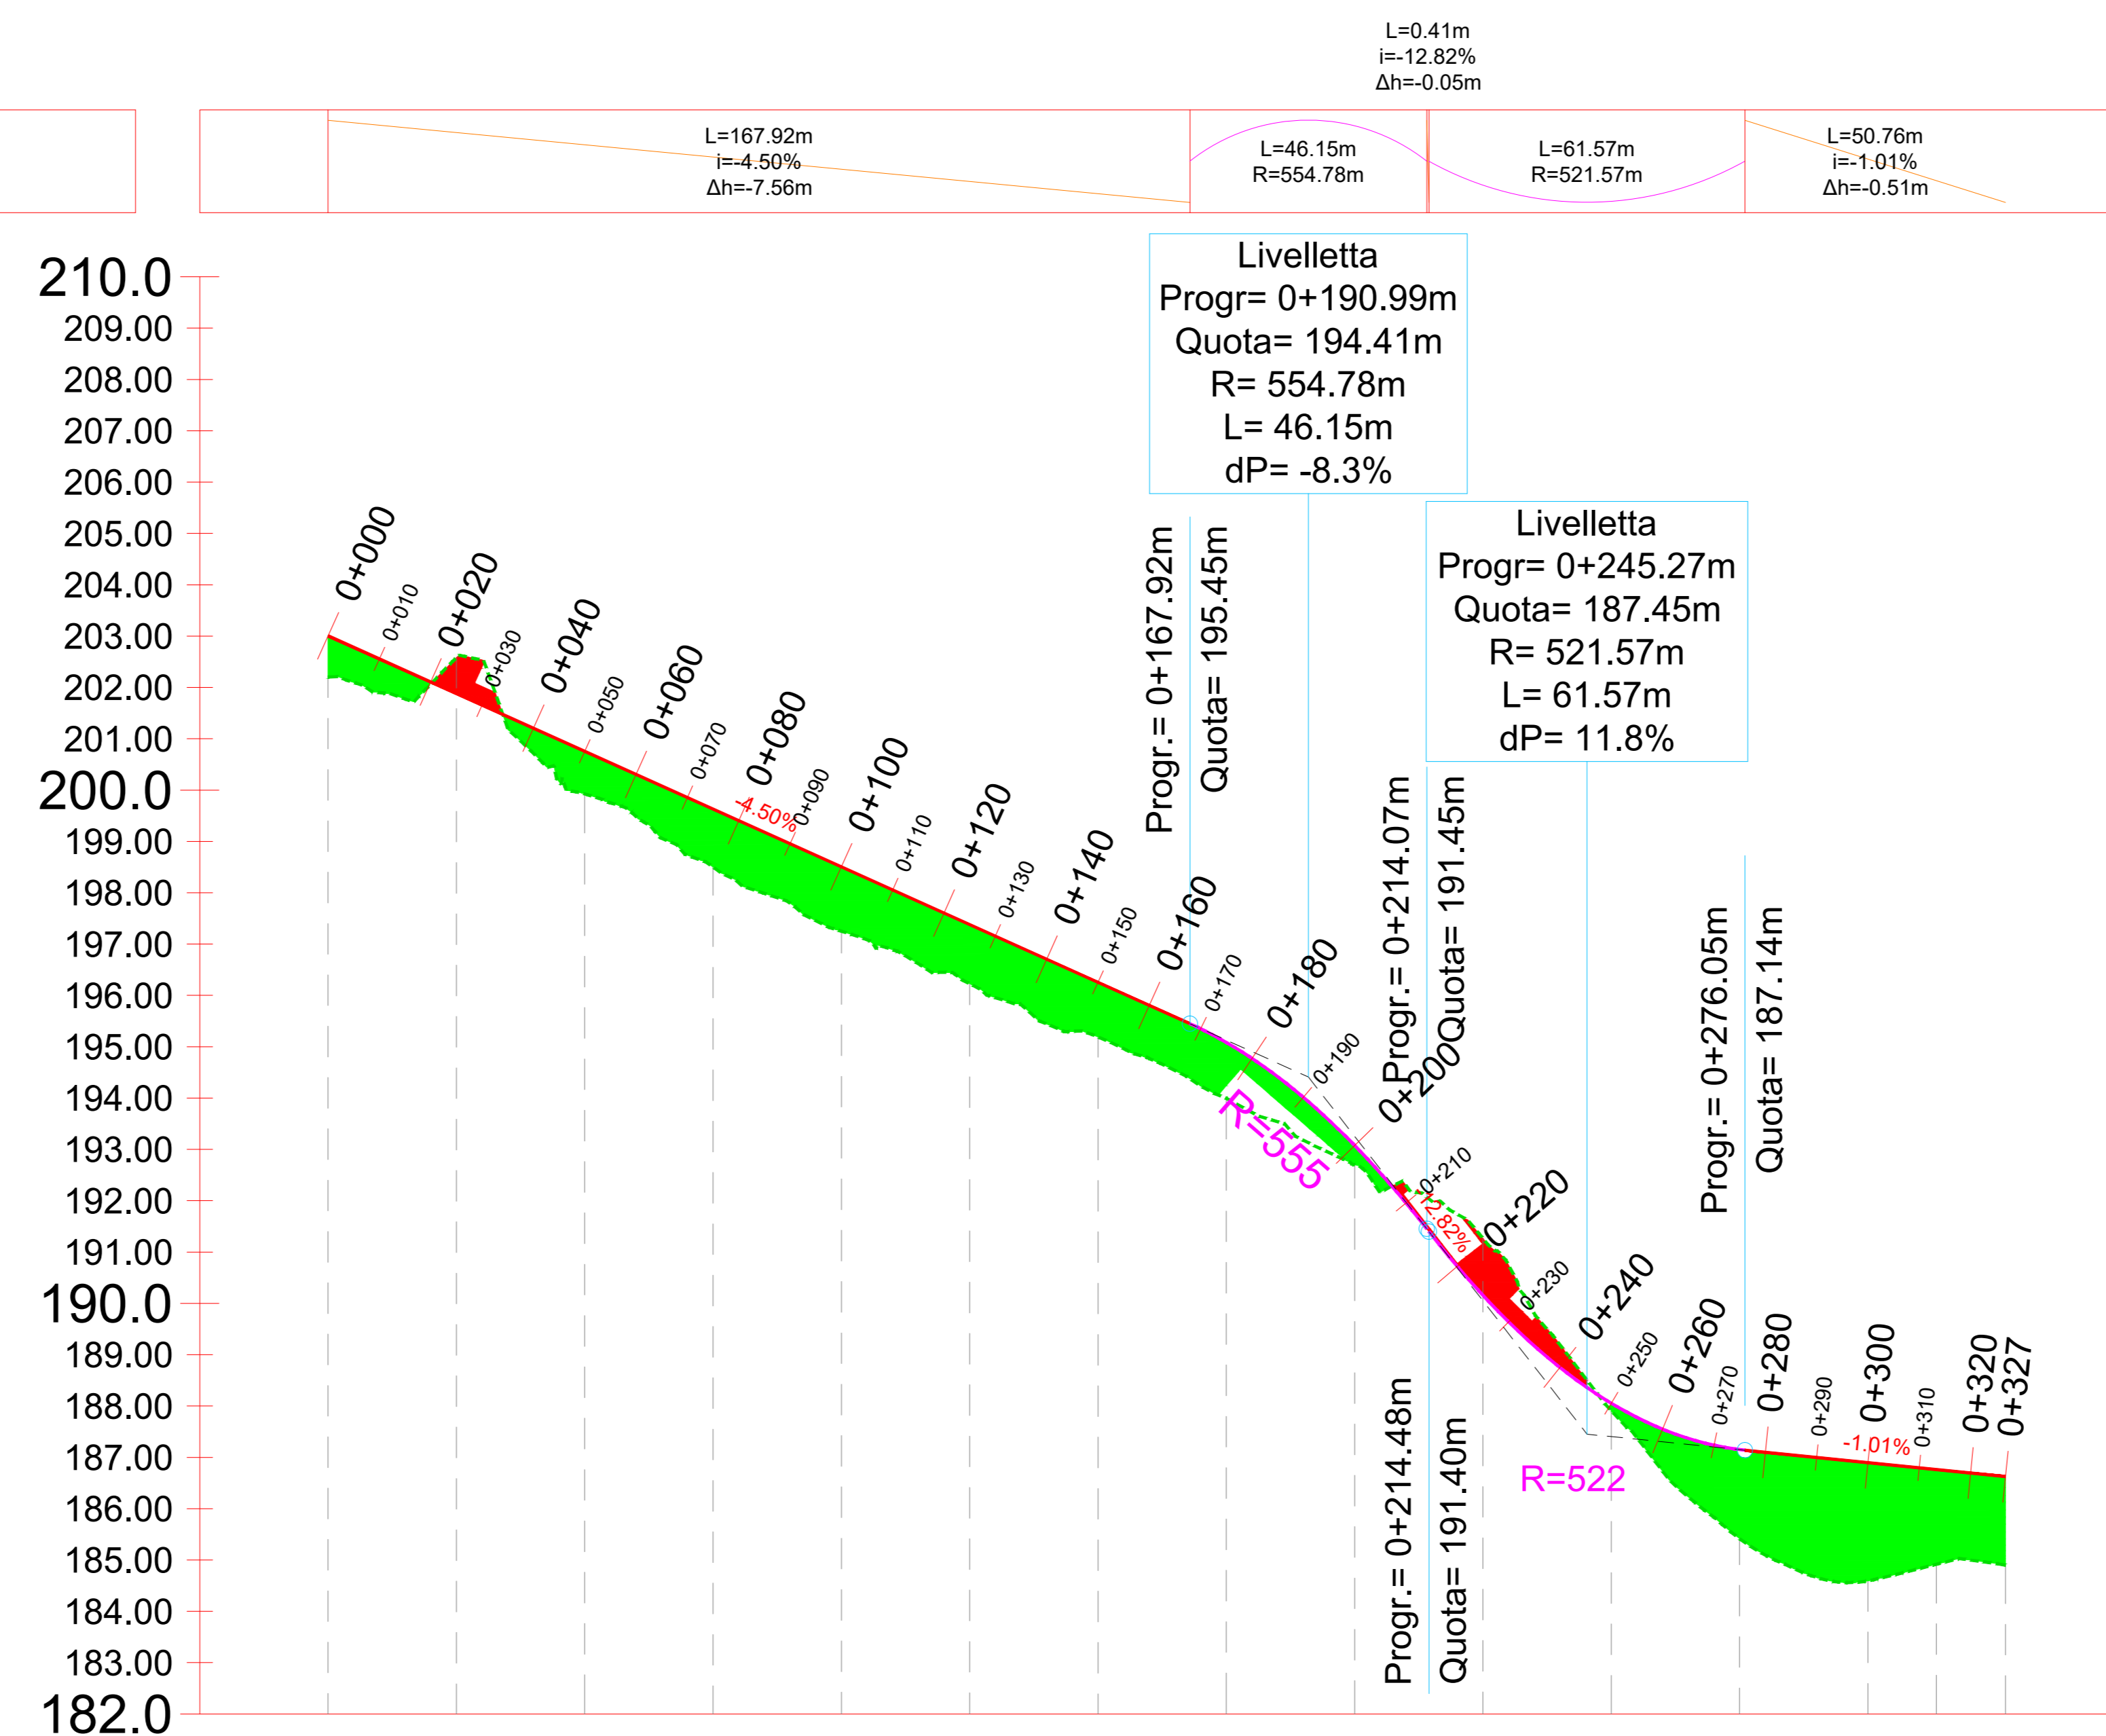 L=0.41m
i=-12.82%
Δh=-0.05m
L=167.92m
i=-4.50%
Δh=-7.56m
L=46.15m
R=554.78m
L=61.57m
R=521.57m
L=50.76m
i=-1.01%
Δh=-0.51m
Livelletta
Progr= 0+190.99m
Quota= 194.41m
R= 554.78m
L= 46.15m
dP= -8.3%
Livelletta
Progr= 0+245.27m
Quota= 187.45m
R= 521.57m
L= 61.57m
dP= 11.8%
210.0
209.00
208.00
207.00
206.00
205.00
204.00
203.00
202.00
201.00
200.0
199.00
198.00
197.00
196.00
195.00
194.00
193.00
192.00
191.00
190.0
189.00
188.00
187.00
186.00
185.00
184.00
183.00
182.0
0+000
0+010
0+020
0+030
0+040
0+050
0+060
0+070
0+080
-4.50%
0+090
0+100
0+110
0+120
0+130
0+140
0+150
0+160
0+170
0+180
0+190
0+200
0+210
0+220
0+230
0+240
0+250
0+260
0+270
0+280
0+290
0+300
0+310
0+320
0+327
Progr.= 0+167.92m
Quota= 195.45m
Progr.= 0+214.07m
Quota= 191.45m
Progr.= 0+276.05m
Quota= 187.14m
Progr.= 0+214.48m
Quota= 191.40m
R=555
-12.82%
R=522
-1.01%